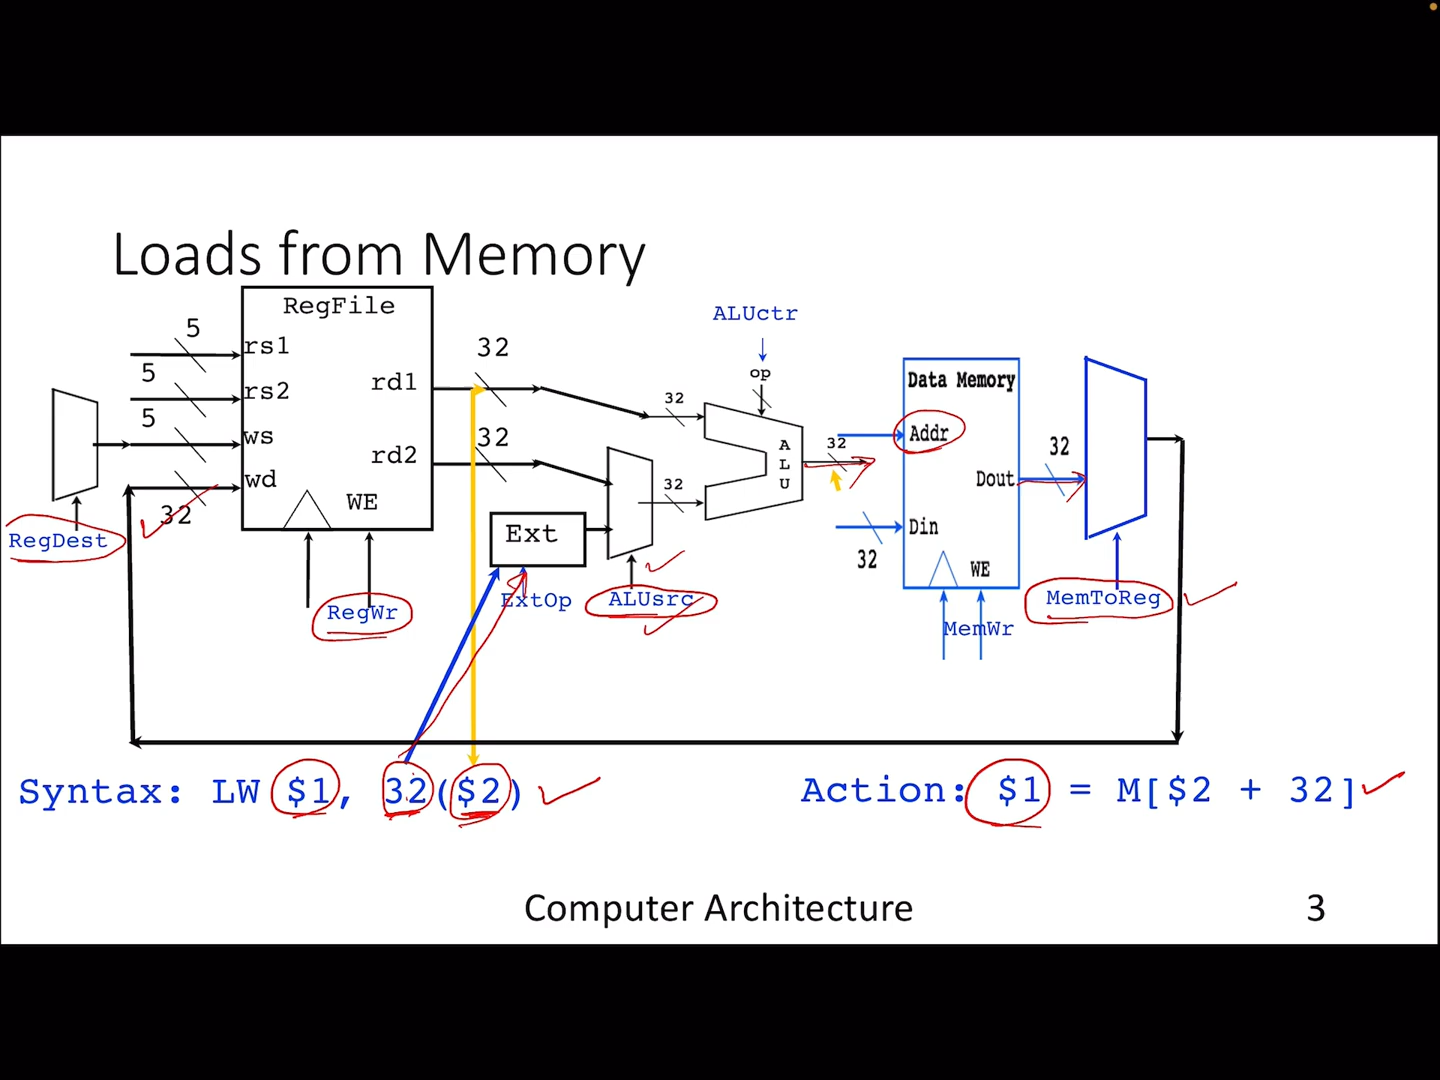 Loads from Memory
RegFile
ALUctr
5
rs1
32
op
Data Memory
5
rs2
rd1
32
Addr
5
ws
32
rd2
A
L
U
32
32
wd
WE
32
Dout
32
32
RegDest
Ext
Din
32
WE
RegWr
ExtOp
ALUsrc
MemWr
MemToReg
Syntax: LW $1, 32($2)
Action: $1 = M[$2 + 32]
Computer Architecture
3